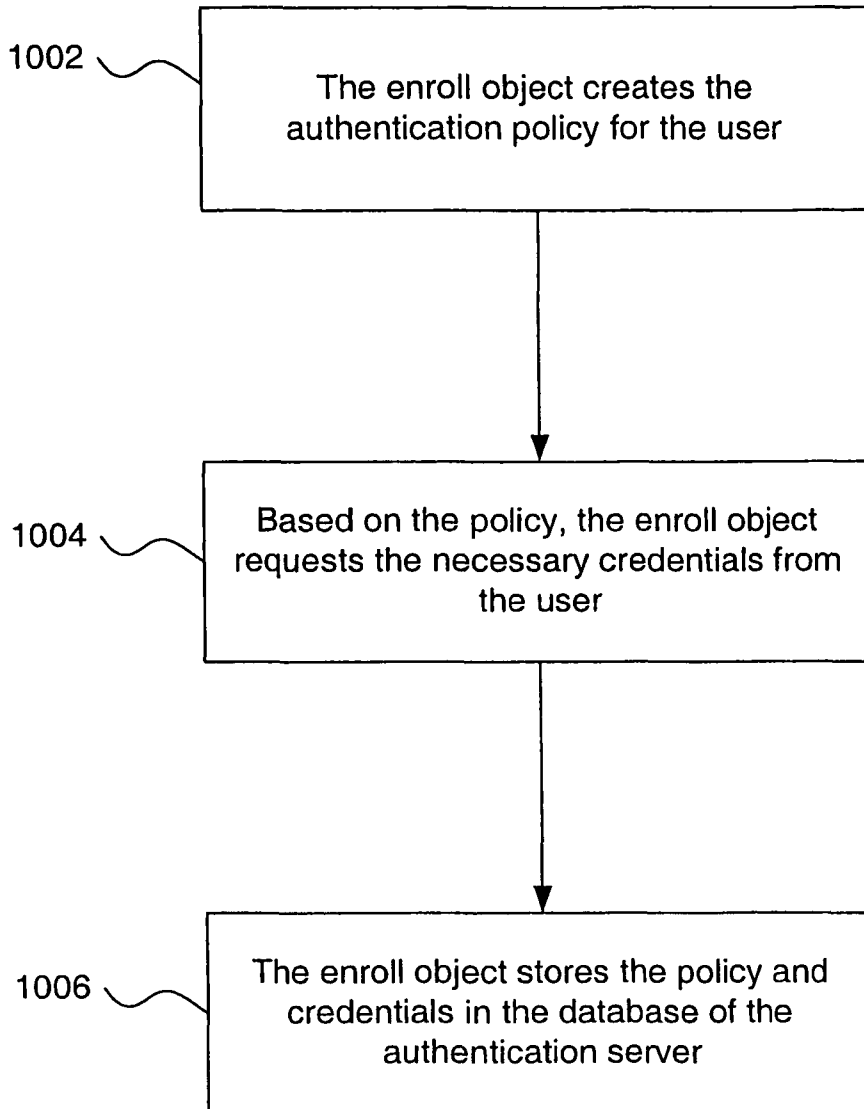 1002
The enroll object creates the
authentication policy for the user
1004
Based on the policy, the enroll object
requests the necessary credentials from
the user
1006
The enroll object stores the policy and
credentials in the database of the
authentication server